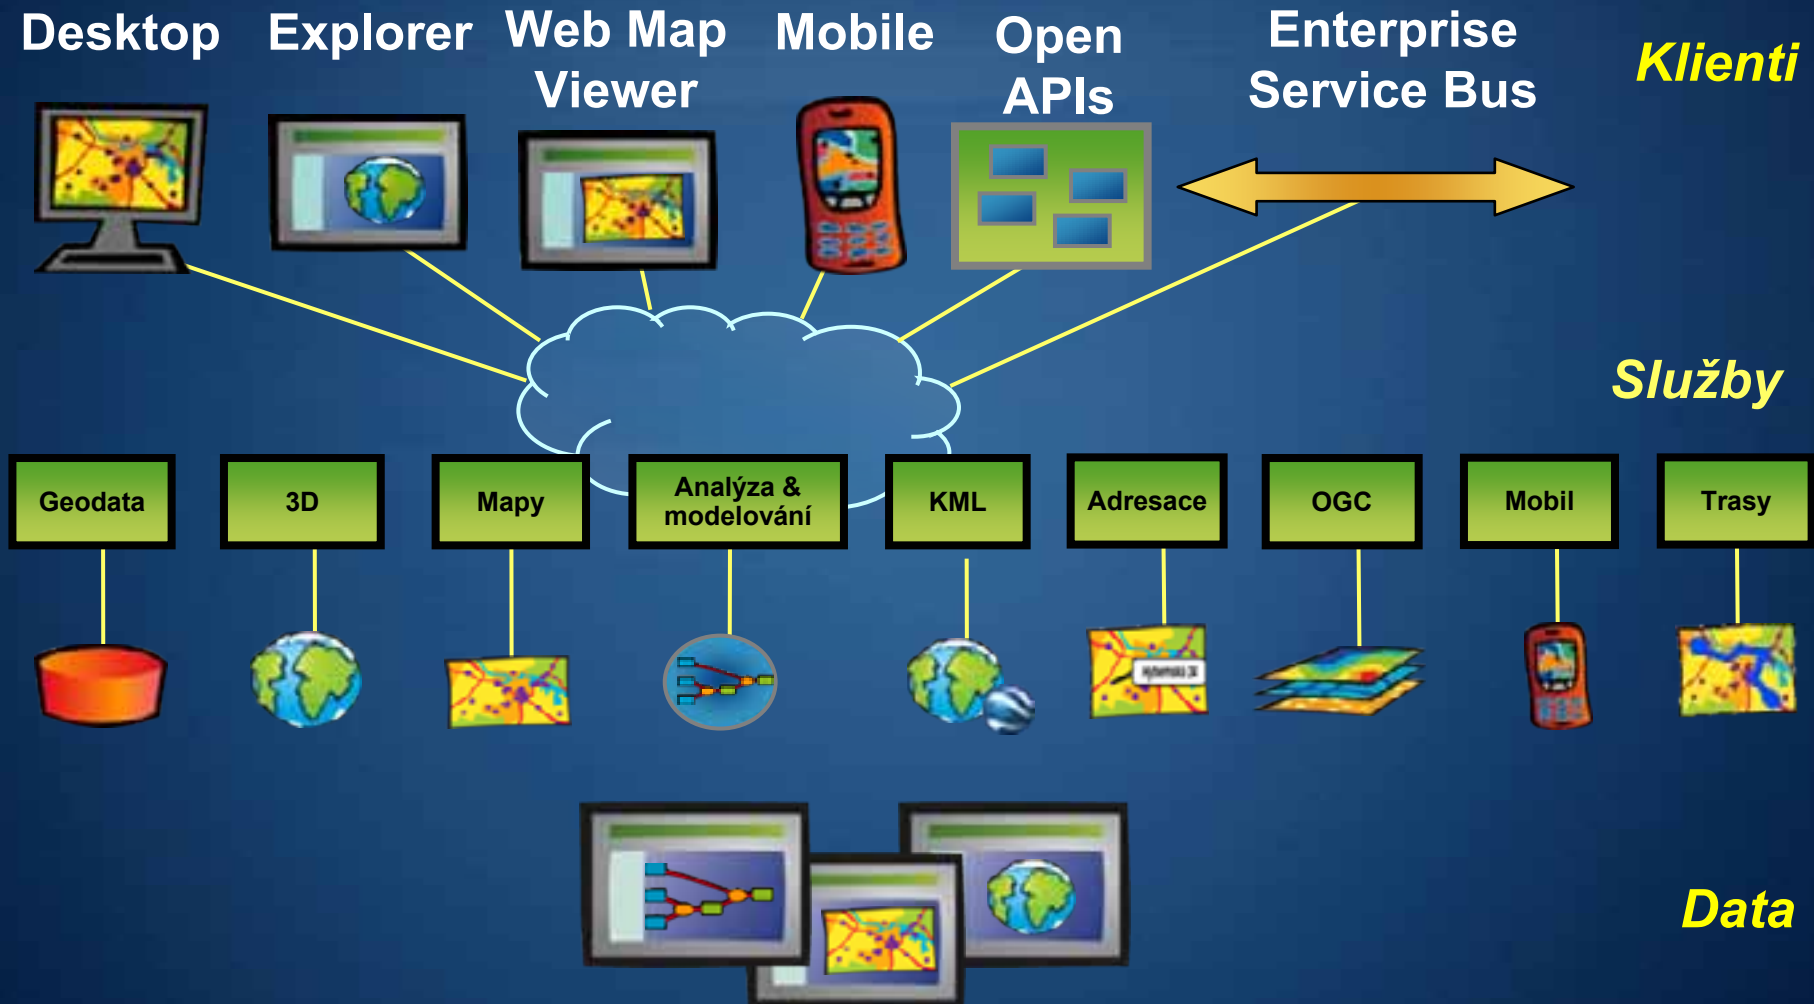 Desktop
Explorer
Web Map
Viewer
Mobile
Open
APIs
Enterprise
Service Bus
Klienti
Služby
Geodata
3D
Mapy
Analýza &
modelování
KML
Adresace
OGC
Mobil
Trasy
Data